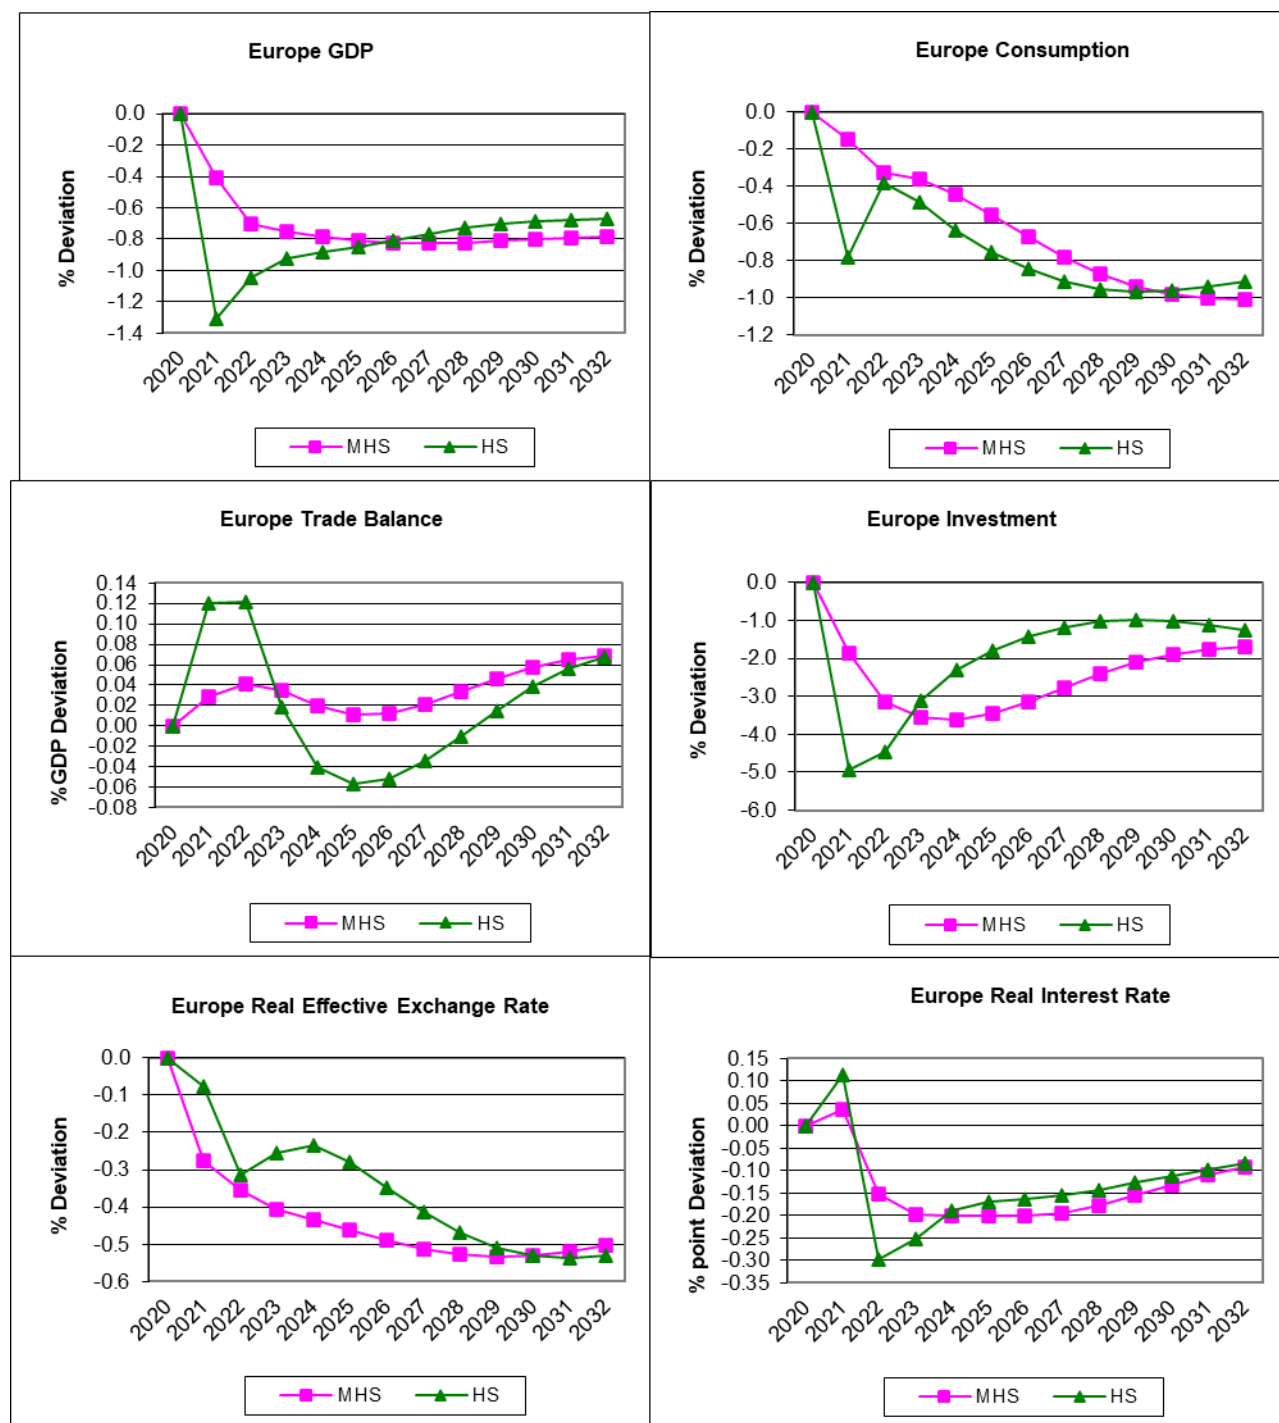 Europe GDP
% Deviation
0.0
-0.2
-0.4
-0.6
-0.8
-1.0
-1.2
-1.4
2020 2021 2022 2023 2024 2025 2026 2027 2028 2029 2030 2031 2032
MHS HS
Europe Consumption
% Deviation
0.0
-0.2
-0.4
-0.6
-0.8
-1.0
-1.2
2020 2021 2022 2023 2024 2025 2026 2027 2028 2029 2030 2031 2032
MHS HS
Europe Trade Balance
%GDP Deviation
0.14
0.12
0.10
0.08
0.06
0.04
0.02
0.00
-0.02
-0.04
-0.06
-0.08
2020 2021 2022 2023 2024 2025 2026 2027 2028 2029 2030 2031 2032
MHS HS
Europe Investment
% Deviation
0.0
-1.0
-2.0
-3.0
-4.0
-5.0
-6.0
2020 2021 2022 2023 2024 2025 2026 2027 2028 2029 2030 2031 2032
MHS HS
Europe Real Effective Exchange Rate
% Deviation
0.0
-0.1
-0.2
-0.3
-0.4
-0.5
-0.6
2020 2021 2022 2023 2024 2025 2026 2027 2028 2029 2030 2031 2032
MHS HS
Europe Real Interest Rate
% point Deviation
0.15
0.10
0.05
0.00
-0.05
-0.10
-0.15
-0.20
-0.25
-0.30
-0.35
2020 2021 2022 2023 2024 2025 2026 2027 2028 2029 2030 2031 2032
MHS HS